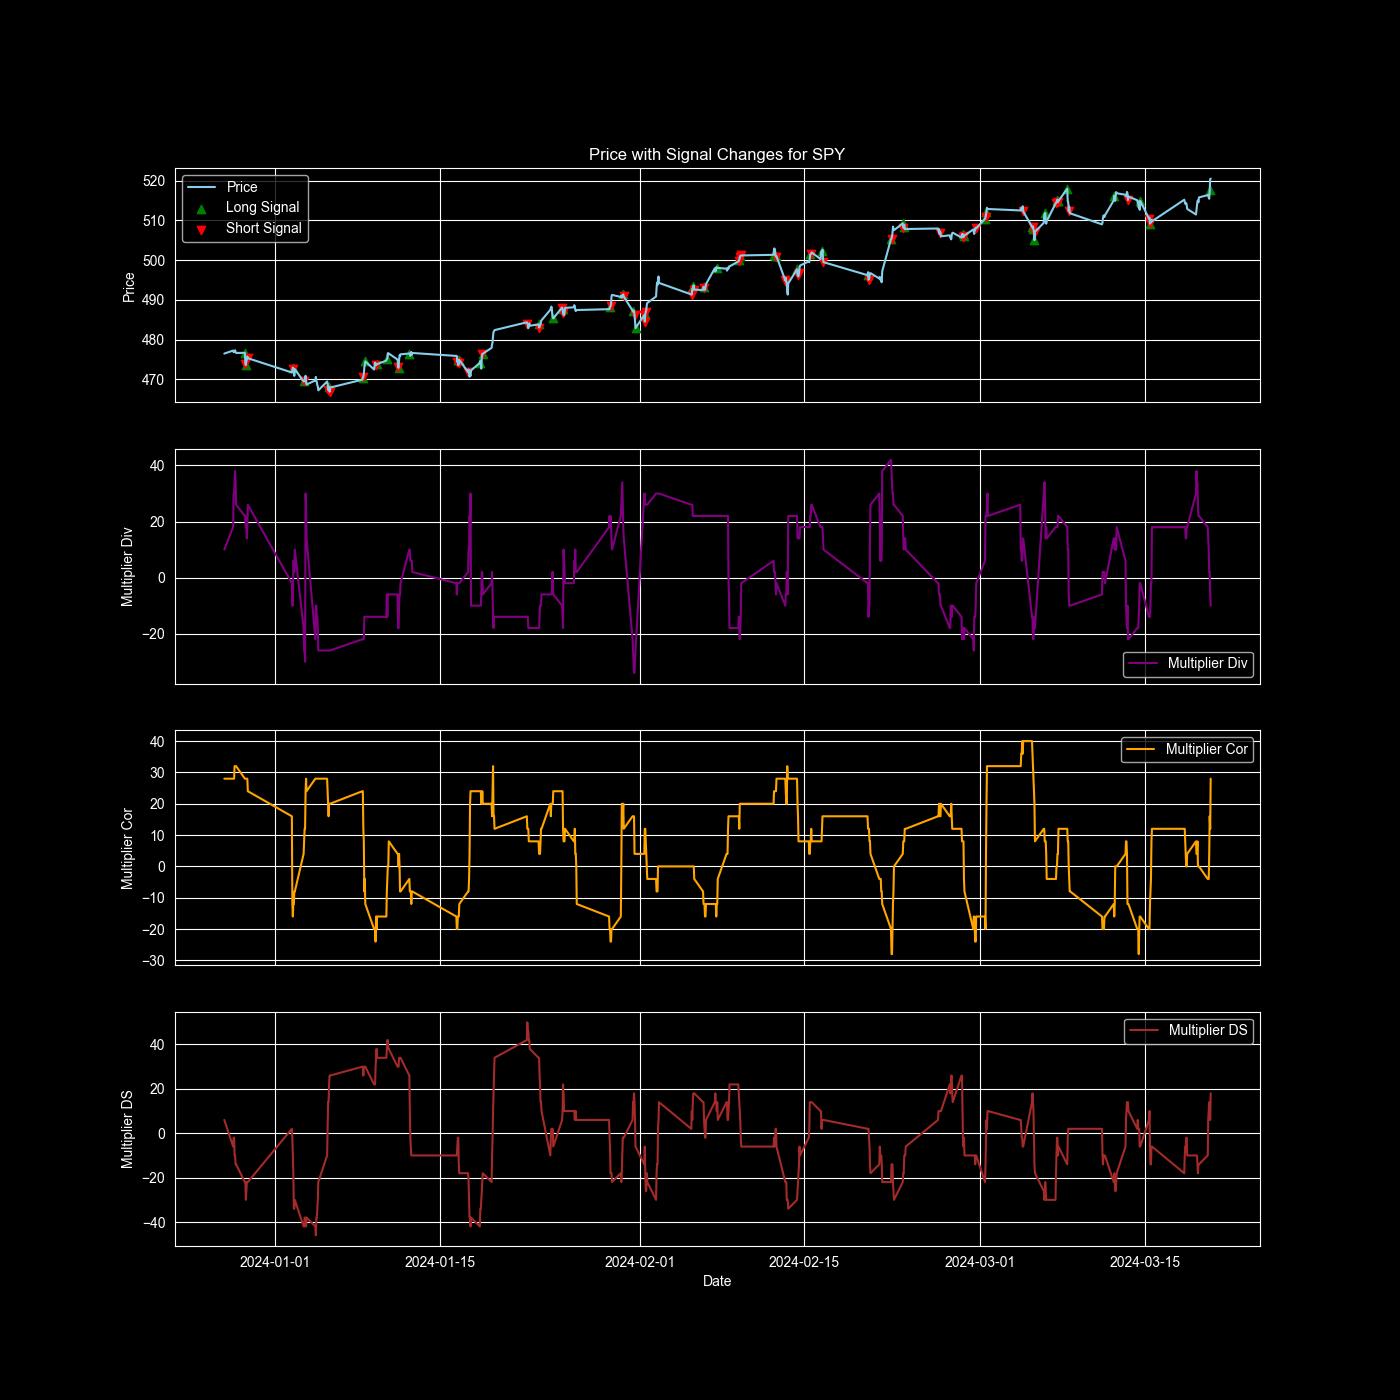 Price with Signal Changes for SPY
520
510
500
490
480
470
Price
Price
Long Signal
Short Signal
40
20
0
−20
Multiplier Div
Multiplier Div
40
30
20
10
0
−10
−20
−30
Multiplier Cor
Multiplier Cor
40
20
0
−20
−40
Multiplier DS
Multiplier DS
2024-01-01
2024-01-15
2024-02-01
2024-02-15
2024-03-01
2024-03-15
Date